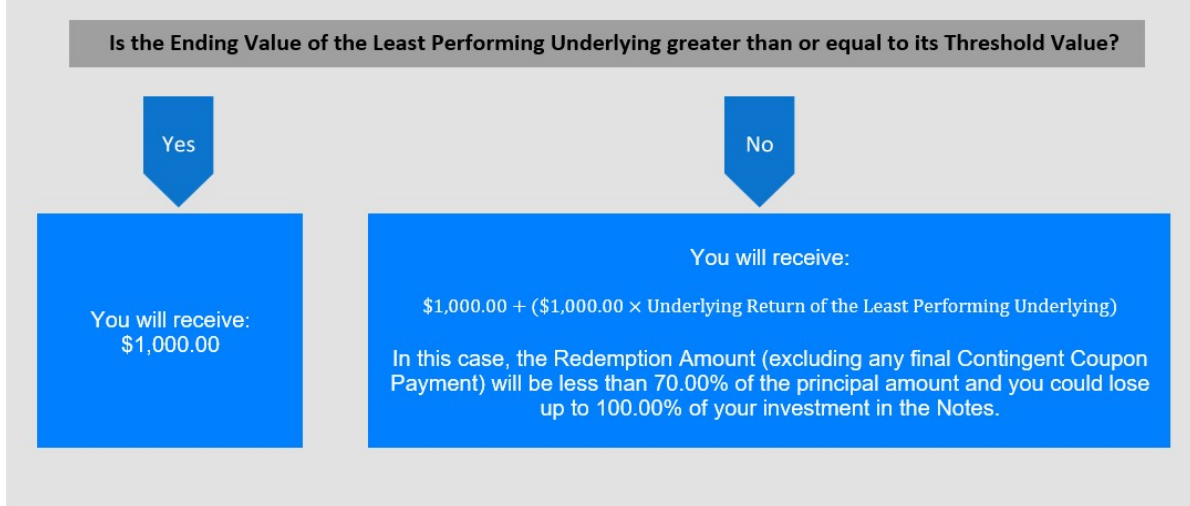 Is the Ending Value of the Least Performing Underlying greater than or equal to its Threshold Value?
Yes
No
You will receive:
$1,000.00
You will receive:
$1,000.00 + ($1,000.00 × Underlying Return of the Least Performing Underlying)
In this case, the Redemption Amount (excluding any final Contingent Coupon
Payment) will be less than 70.00% of the principal amount and you could lose
up to 100.00% of your investment in the Notes.